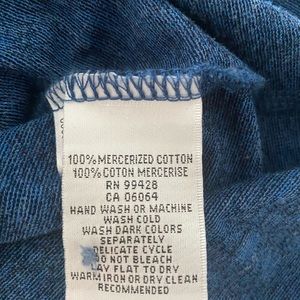 100% MERCERIZED COTTON
100% COTON MERCERISE
RN 99428
CA 06064
HAND WASH OR MACHINE
WASH COLD
WASH DARK COLORS
SEPARATELY
DELICATE CYCLE
DO NOT BLEACH
LAY FLAT TO DRY
WARM IRON OR DRY CLEAN
RECOMMENDED